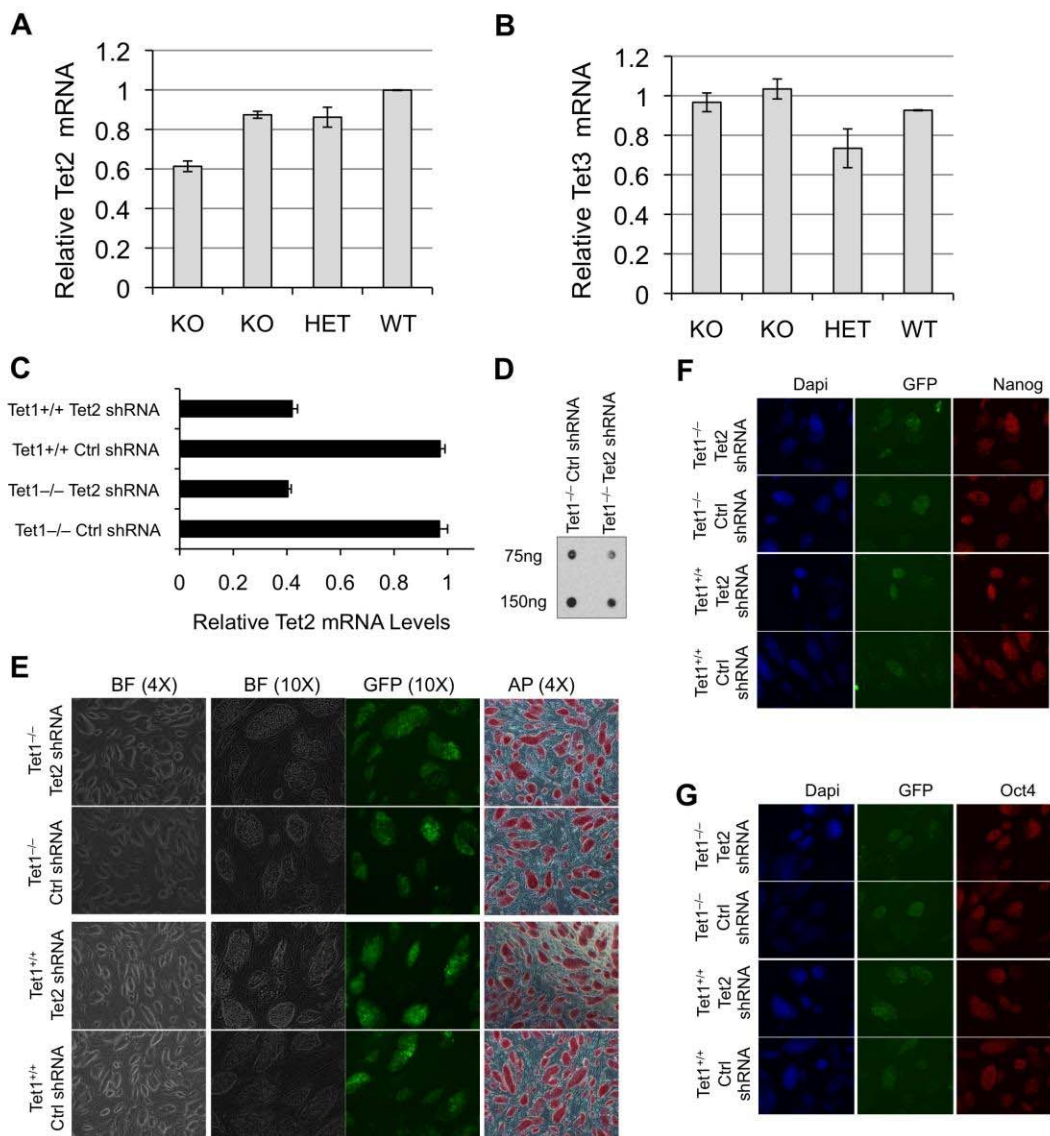 A
Relative Tet2 mRNA
1.2
1
0.8
0.6
0.4
0.2
0
KO KO HET WT
B
Relative Tet3 mRNA
1.2
1
0.8
0.6
0.4
0.2
0
KO KO HET WT
C
Tet1+/+ Tet2 shRNA
Tet1+/+ Ctrl shRNA
Tet1–/– Tet2 shRNA
Tet1–/– Ctrl shRNA
0 0.2 0.4 0.6 0.8 1
Relative Tet2 mRNA Levels
D
Tet1–/– Ctrl shRNA
Tet1–/– Tet2 shRNA
75ng
150ng
E
BF (4X) BF (10X) GFP (10X) AP (4X)
Tet1–/–
Tet2 shRNA
Tet1–/–
Ctrl shRNA
Tet1+/+
Tet2 shRNA
Tet1+/+
Ctrl shRNA
F
Dapi GFP Nanog
Tet1–/–
Tet2
shRNA
Tet1–/–
Ctrl
shRNA
Tet1+/+
Tet2
shRNA
Tet1+/+
Ctrl
shRNA
G
Dapi GFP Oct4
Tet1–/–
Tet2
shRNA
Tet1–/–
Ctrl
shRNA
Tet1+/+
Tet2
shRNA
Tet1+/+
Ctrl
shRNA